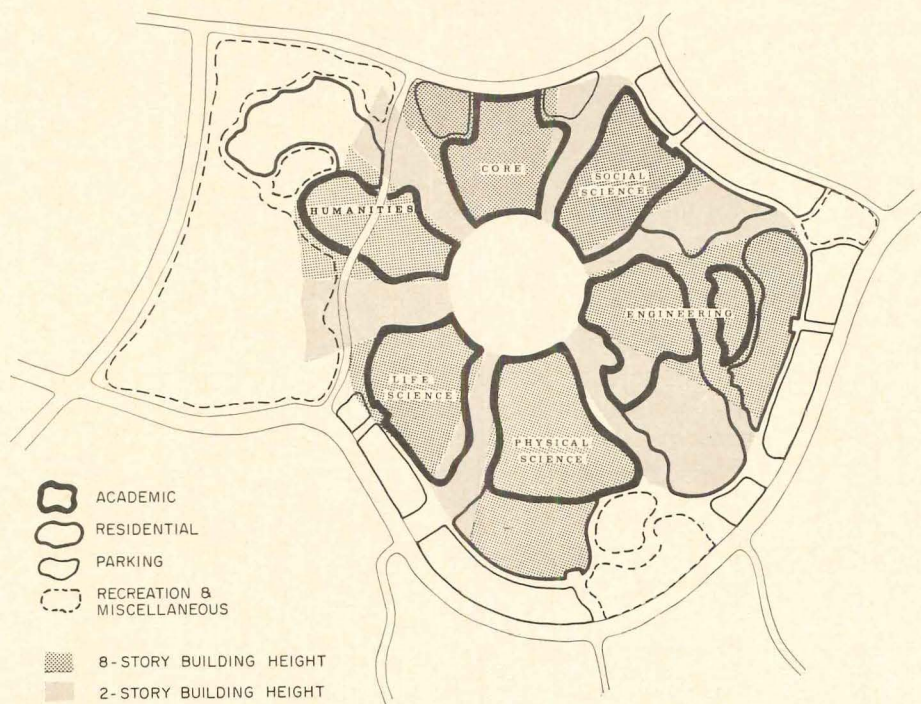 CORE
SOCIAL
SCIENCE
HUMANITIES
ENGINEERING
LIFE
SCIENCE
PHYSICAL
SCIENCE
ACADEMIC
RESIDENTIAL
PARKING
RECREATION &
MISCELLANEOUS
8-STORY BUILDING HEIGHT
2-STORY BUILDING HEIGHT